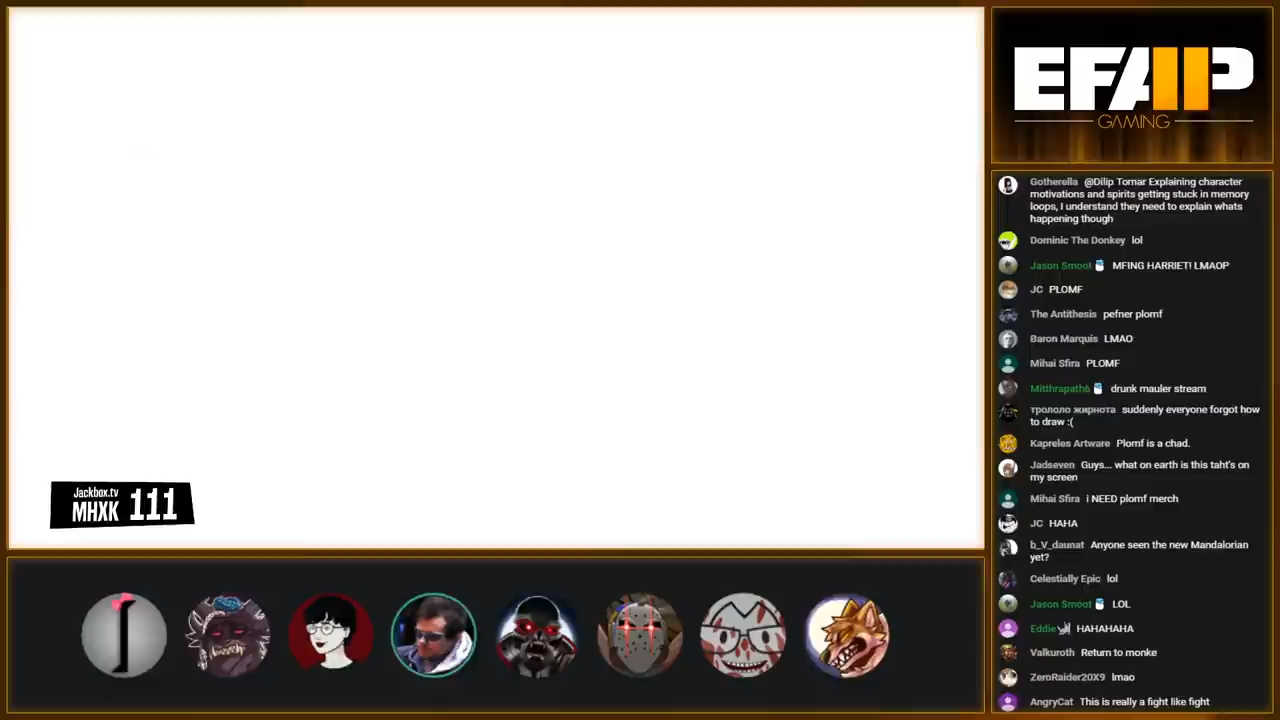 Jackbox.tv
MHXK 111
EFAP
GAMING
Gotherella @Dilip Tomar Explaining character
motivations and spirits getting stuck in memory
loops, I understand they need to explain whats
happening though
Dominic The Donkey lol
Jason Smoot MFING HARRIET! LMAOP
JC PLOMF
The Antithesis pefner plomf
Baron Marquis LMAO
Mihai Sfira PLOMF
Mitthrapath6 drunk mauler stream
трололо жирнота suddenly everyone forgot how
to draw :(
Kapreles Artware Plomf is a chad.
Jadseven Guys... what on earth is this taht's on
my screen
Mihai Sfira i NEED plomf merch
JC HAHA
b_V_daunat Anyone seen the new Mandalorian
yet?
Celestially Epic lol
Jason Smoot LOL
Eddie HAHAHAHA
Valkuroth Return to monke
ZeroRaider20X9 lmao
AngryCat This is really a fight like fight